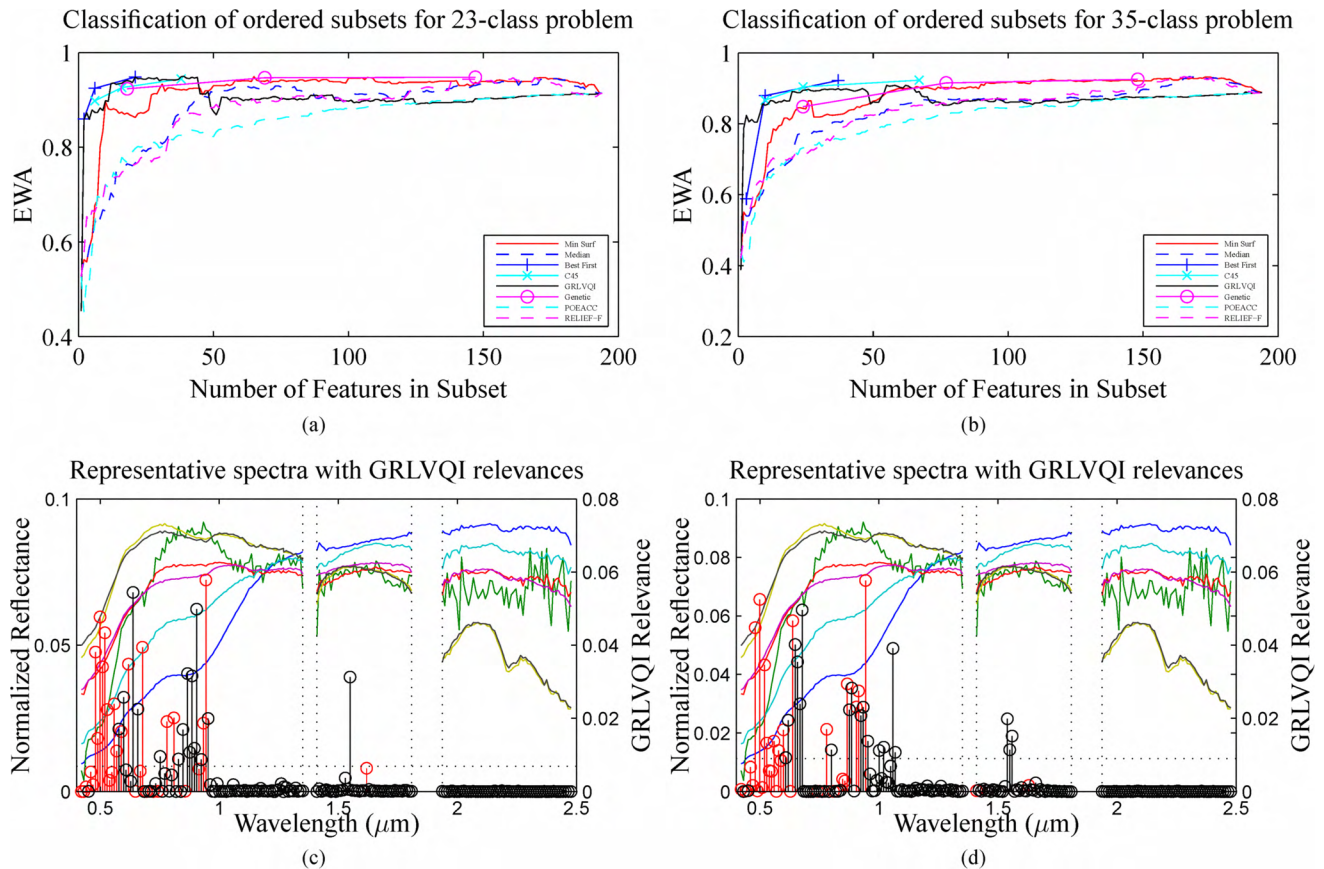 Classification of ordered subsets for 23-class problem
1
0.8
0.6
0.4
EWA
0
50
100
150
200
Number of Features in Subset
Min Surf
Median
Best First
C45
GRLVQI
Genetic
POEACC
RELIEF-F
(a)
Classification of ordered subsets for 35-class problem
1
0.8
0.6
0.4
0.2
EWA
0
50
100
150
200
Number of Features in Subset
Min Surf
Median
Best First
C45
GRLVQI
Genetic
POEACC
RELIEF-F
(b)
Representative spectra with GRLVQI relevances
0.1
0.05
0
Normalized Reflectance
0.08
0.06
0.04
0.02
0
GRLVQI Relevance
0.5
1
1.5
2
2.5
Wavelength (μm)
(c)
Representative spectra with GRLVQI relevances
0.1
0.08
0.06
0.04
0.02
0
Normalized Reflectance
0.08
0.06
0.04
0.02
0
GRLVQI Relevance
0.5
1
1.5
2
2.5
Wavelength (μm)
(d)